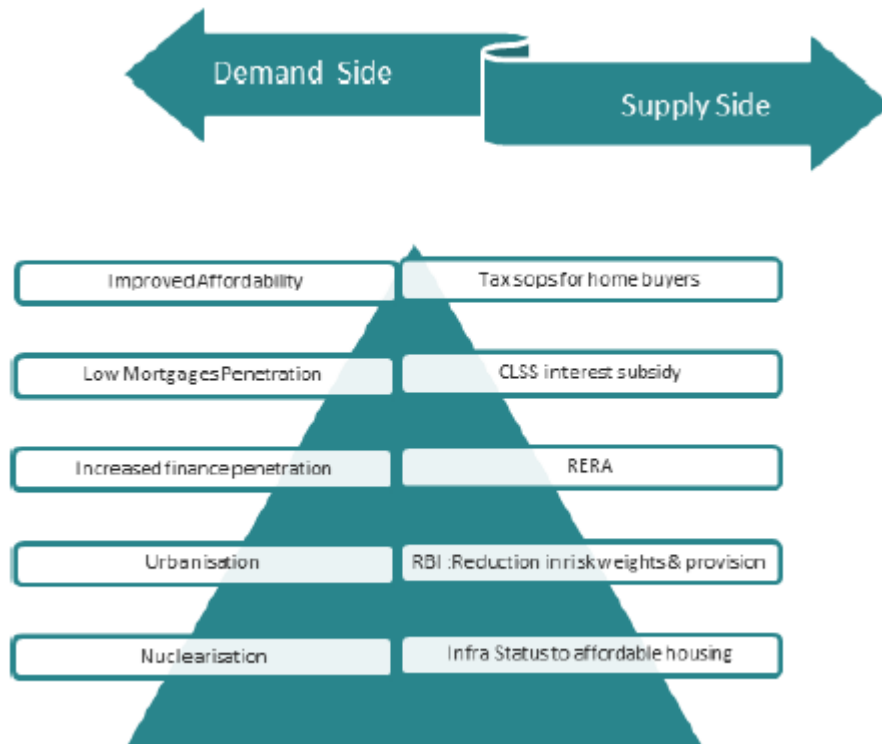 Demand Side
Supply Side
Improved Affordability
Tax sops for home buyers
Low Mortgages Penetration
CLSS interest subsidy
Increased finance penetration
RERA
Urbanisation
RBI :Reduction in risk weights & provision
Nuclearisation
Infra Status to affordable housing